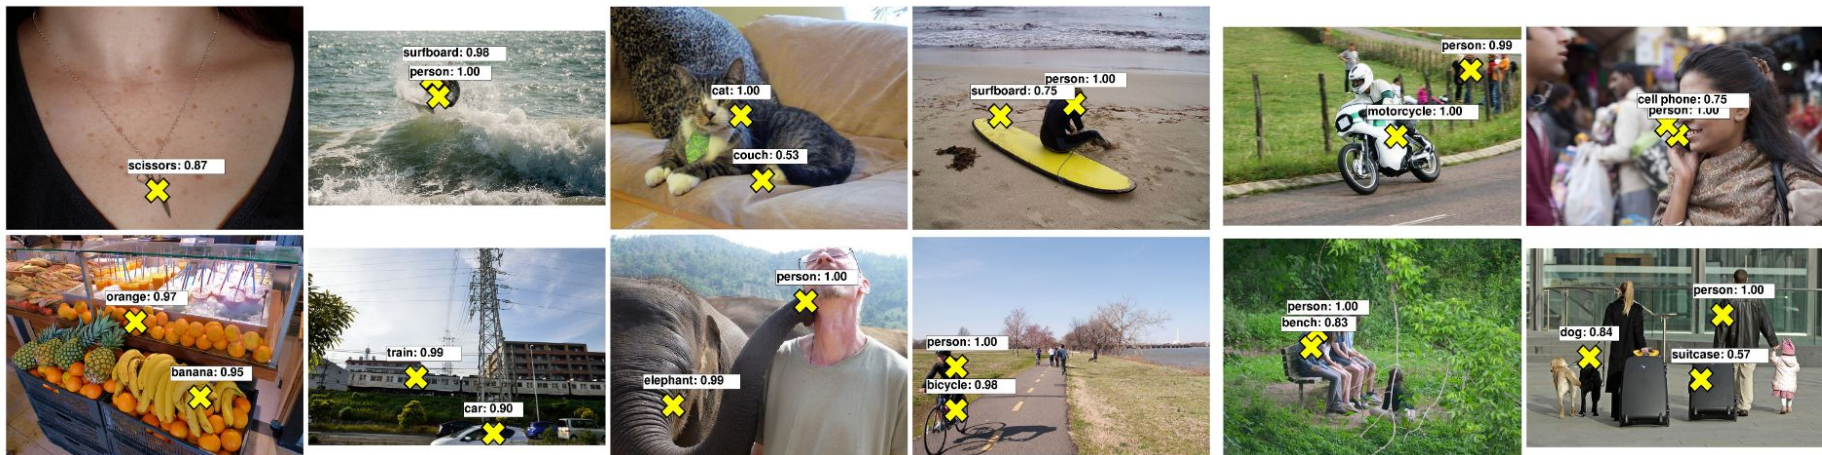 scissors: 0.87
surfboard: 0.98
person: 1.00
cat: 1.00
couch: 0.53
person: 1.00
surfboard: 0.75
person: 0.99
motorcycle: 1.00
cell phone: 0.75
person: 1.00
orange: 0.97
banana: 0.95
train: 0.99
car: 0.90
person: 1.00
elephant: 0.99
person: 1.00
bicycle: 0.98
person: 1.00
bench: 0.83
person: 1.00
dog: 0.84
suitcase: 0.57